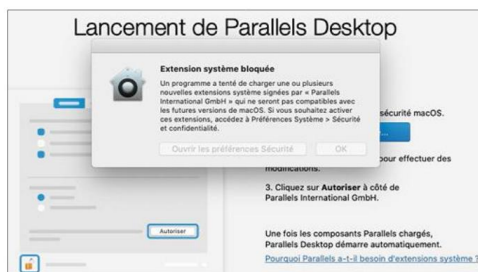 Lancement de Parallels Desktop
Extension système bloquée
Un programme a tenté de charger une ou plusieurs
nouvelles extensions système signées par « Parallels
International GmbH » qui ne seront pas compatibles avec
les futures versions de macOS. Si vous souhaitez activer
ces extensions, accédez à Préférences Système > Sécurité
et confidentialité.
Ouvrir les préférences Sécurité
OK
sécurité macOS.
pour effectuer des
modifications.
3. Cliquez sur Autoriser à côté de
Parallels International GmbH.
Autoriser
Une fois les composants Parallels chargés,
Parallels Desktop démarre automatiquement.
Pourquoi Parallels a-t-il besoin d'extensions système ?